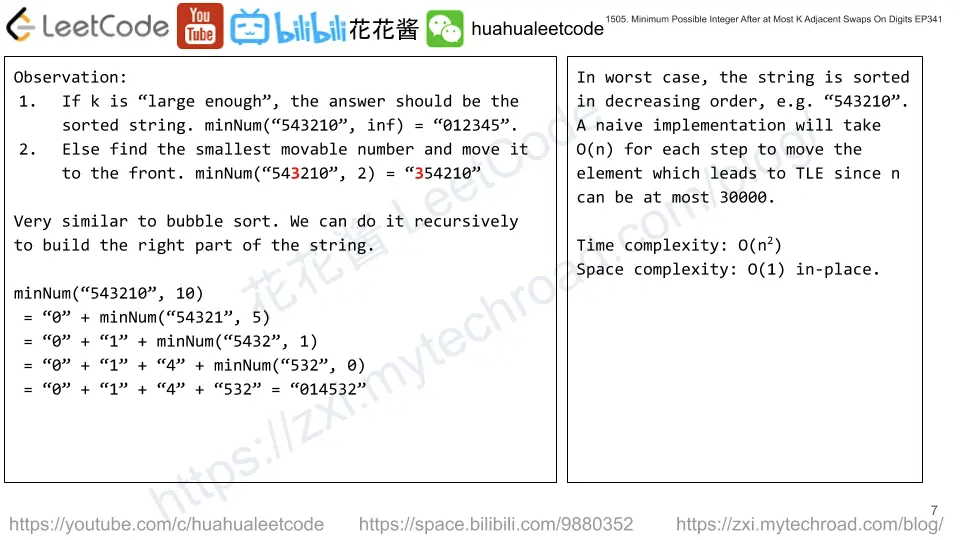 LeetCode
You
Tube
bilibili
花花酱
huahualeetcode
1505. Minimum Possible Integer After at Most K Adjacent Swaps On Digits EP341
Observation:
1. If k is “large enough”, the answer should be the
sorted string. minNum(“543210”, inf) = “012345”.
2. Else find the smallest movable number and move it
to the front. minNum(“543210”, 2) = “354210”
Very similar to bubble sort. We can do it recursively
to build the right part of the string.
minNum(“543210”, 10)
= “0” + minNum(“54321”, 5)
= “0” + “1” + minNum(“5432”, 1)
= “0” + “1” + “4” + minNum(“532”, 0)
= “0” + “1” + “4” + “532” = “014532”
In worst case, the string is sorted
in decreasing order, e.g. “543210”.
A naive implementation will take
O(n) for each step to move the
element which leads to TLE since n
can be at most 30000.
Time complexity: O(n²)
Space complexity: O(1) in-place.
花花酱 LeetCode
https://zxi.mytechroad.com/blog/
7
https://youtube.com/c/huahualeetcode
https://space.bilibili.com/9880352
https://zxi.mytechroad.com/blog/